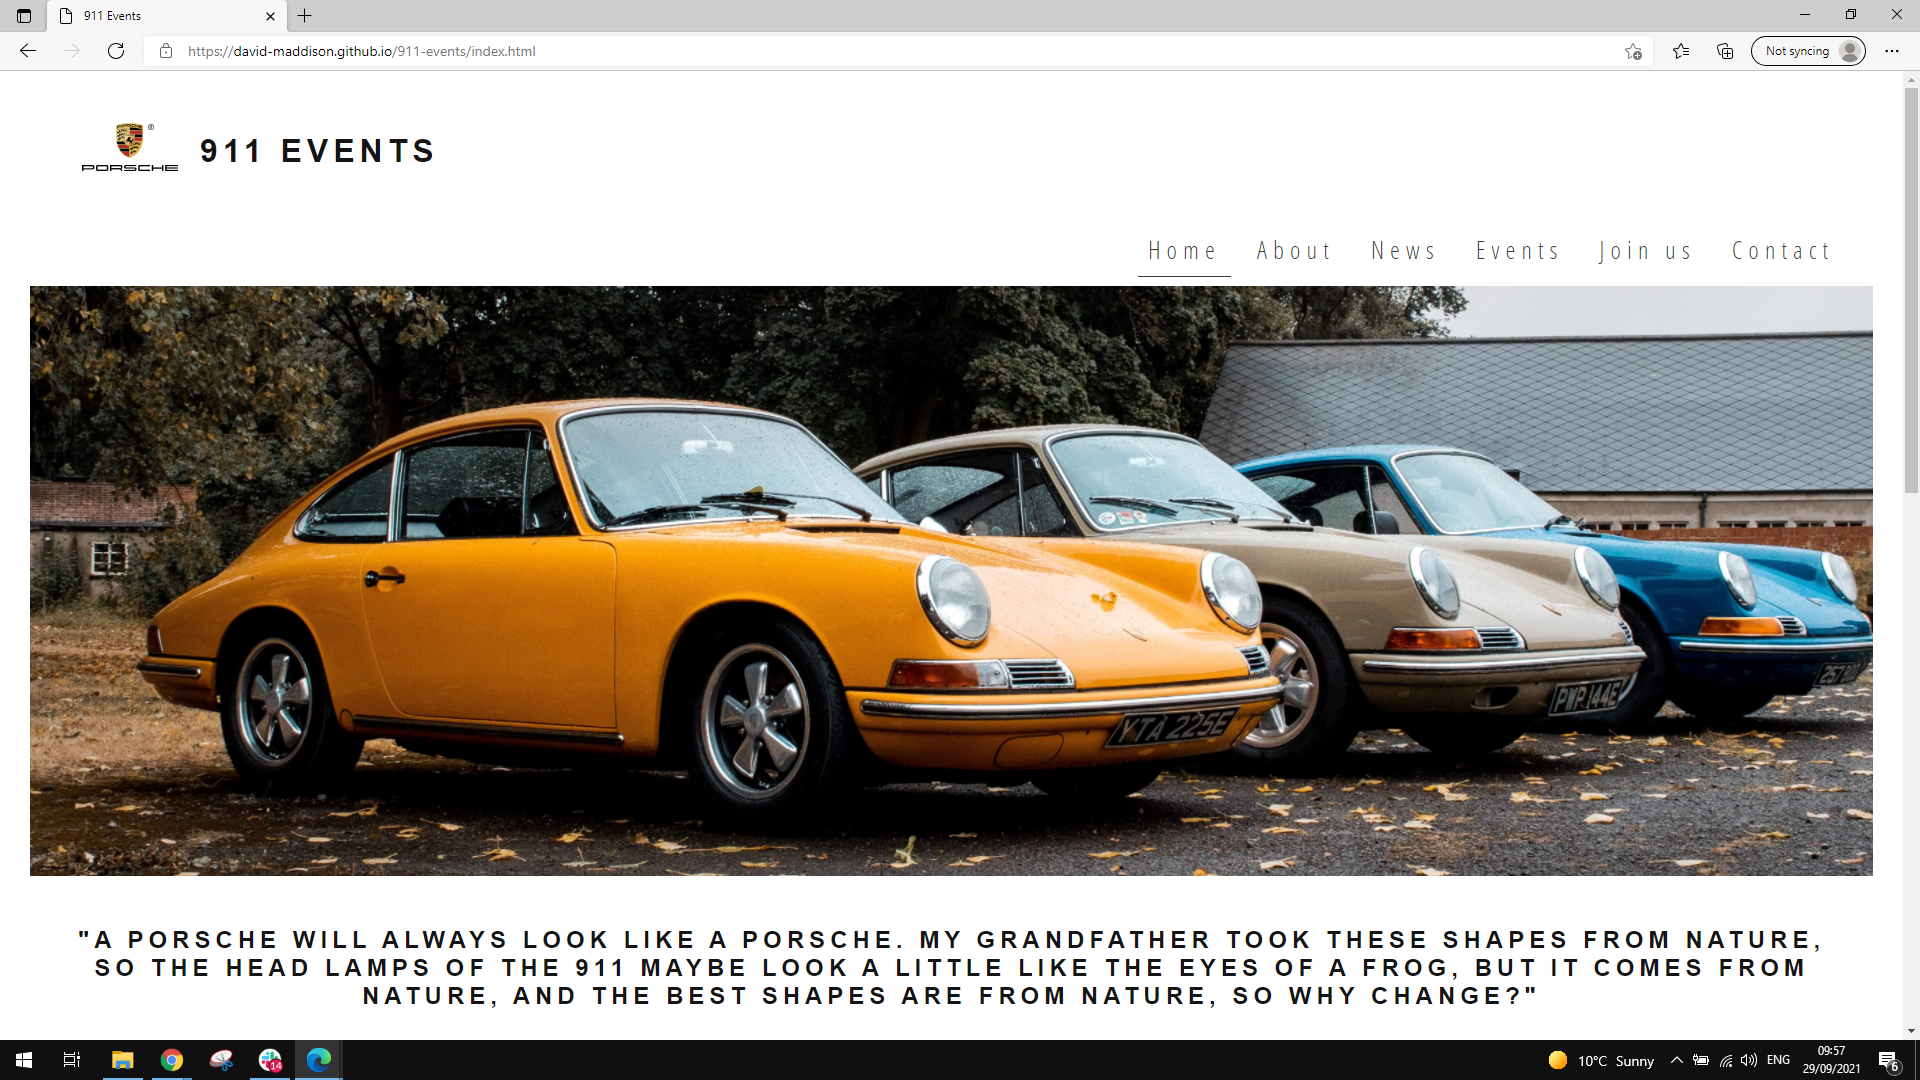 911 Events
https://david-maddison.github.io/911-events/index.html
Not syncing
PORSCHE
911 EVENTS
Home About News Events Join us Contact
YTA 225E
PWP 144E
"A PORSCHE WILL ALWAYS LOOK LIKE A PORSCHE. MY GRANDFATHER TOOK THESE SHAPES FROM NATURE,
SO THE HEAD LAMPS OF THE 911 MAYBE LOOK A LITTLE LIKE THE EYES OF A FROG, BUT IT COMES FROM
NATURE, AND THE BEST SHAPES ARE FROM NATURE, SO WHY CHANGE?"
14
10°C Sunny
ENG
09:57
29/09/2021
6